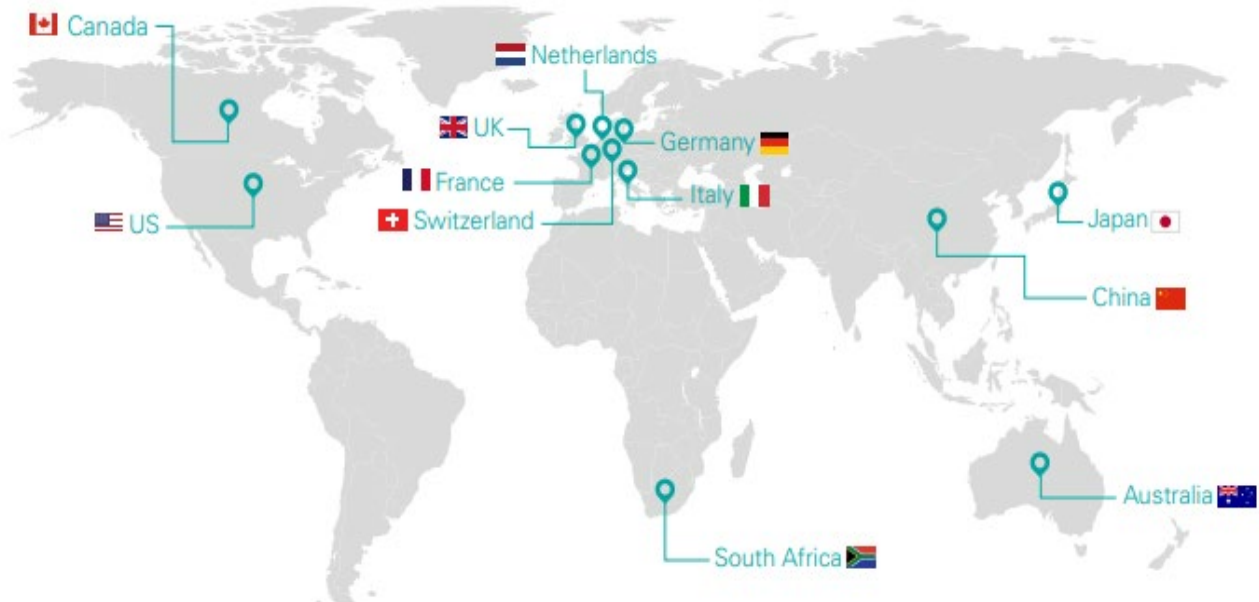 Canada
Netherlands
UK
Germany
France
Italy
Switzerland
US
Japan
China
Australia
South Africa